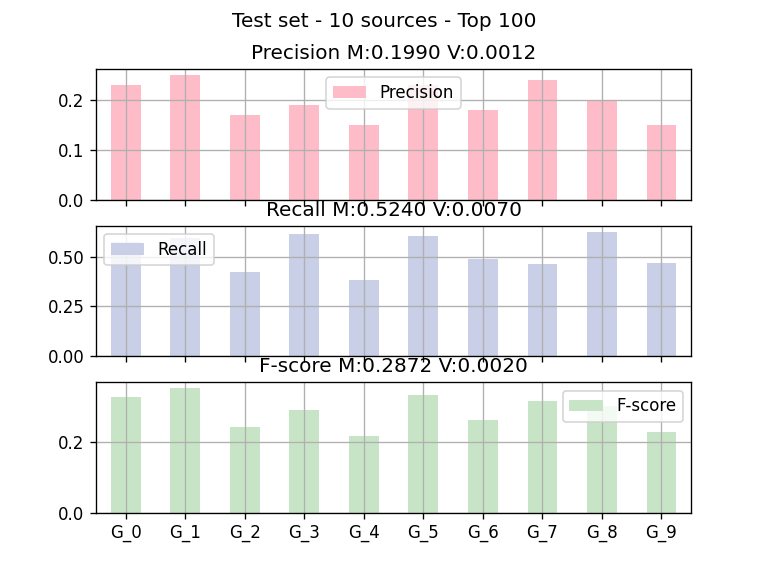 Test set - 10 sources - Top 100
Precision M:0.1990 V:0.0012
Precision
0.2
0.1
0.0
Recall M:0.5240 V:0.0070
Recall
0.50
0.25
0.00
F-score M:0.2872 V:0.0020
F-score
0.2
0.0
G_0 G_1 G_2 G_3 G_4 G_5 G_6 G_7 G_8 G_9